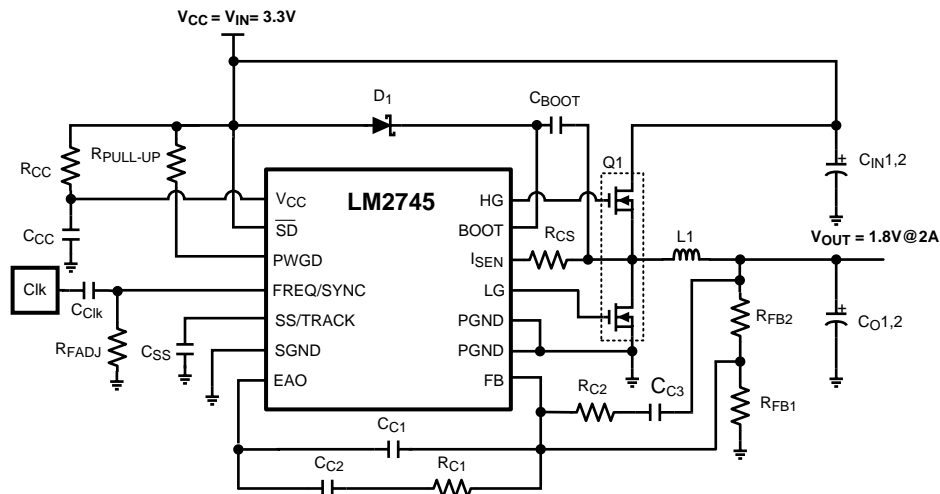 VCC = VIN= 3.3V
D1
CBOOT
RCC
RPULL-UP
Q1
CIN1,2
VCC
LM2745
HG
SD
BOOT
CCC
RCS
L1
VOUT = 1.8V@2A
PWGD
ISEN
Clk
CClk
FREQ/SYNC
LG
RFB2
CO1,2
RFADJ
CSS
SS/TRACK
PGND
SGND
PGND
EAO
FB
RC2
CC3
RFB1
CC1
CC2
RC1
+
+